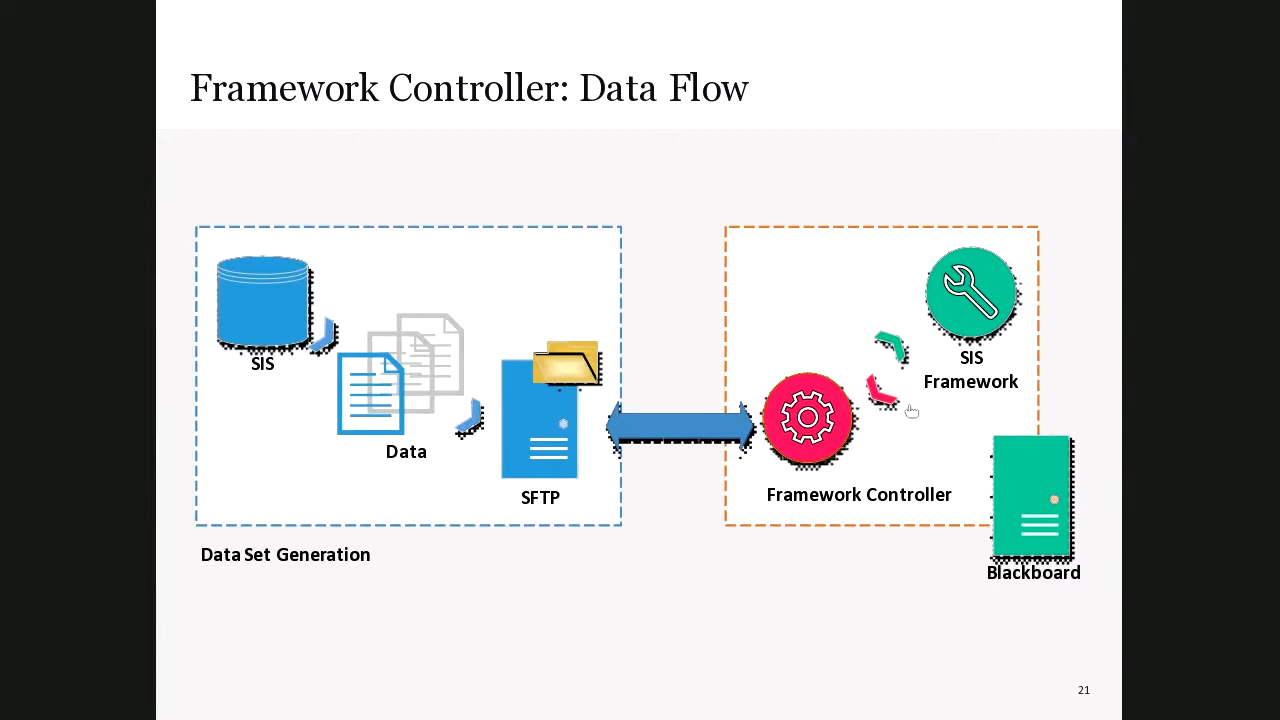 Framework Controller: Data Flow
SIS
Data
SFTP
Data Set Generation
SIS
Framework
Framework Controller
Blackboard
21